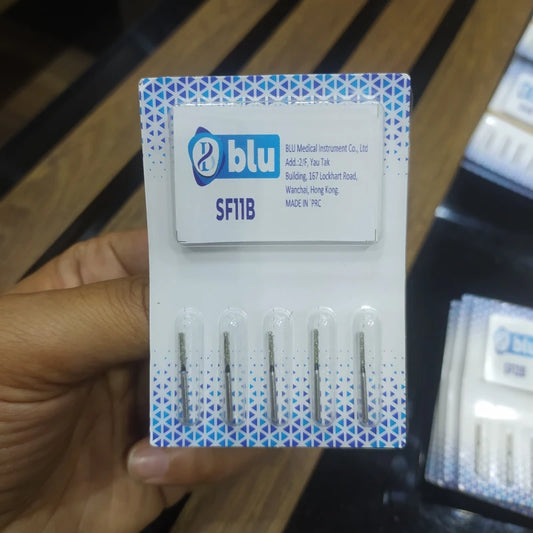 blu
BLU Medical Instrument Co., Ltd
Add.:2/F, Yau Tak
Building, 167 Lockhart Road,
Wanchai, Hong Kong.
MADE IN PRC
SF11B
blu